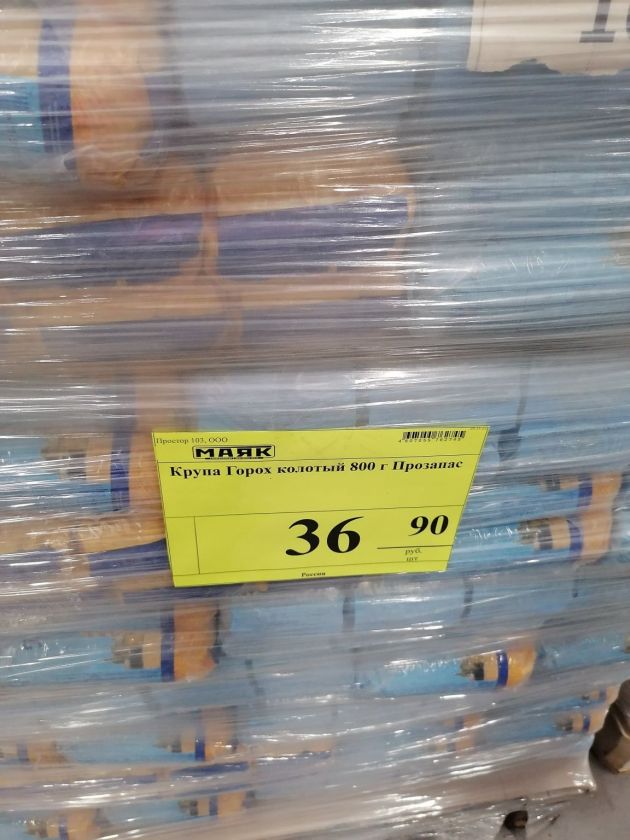 Простор 103, ООО
МАЯК
Крупа Горох колотый 800 г Прозапас
36 90
руб.
шт
Россия